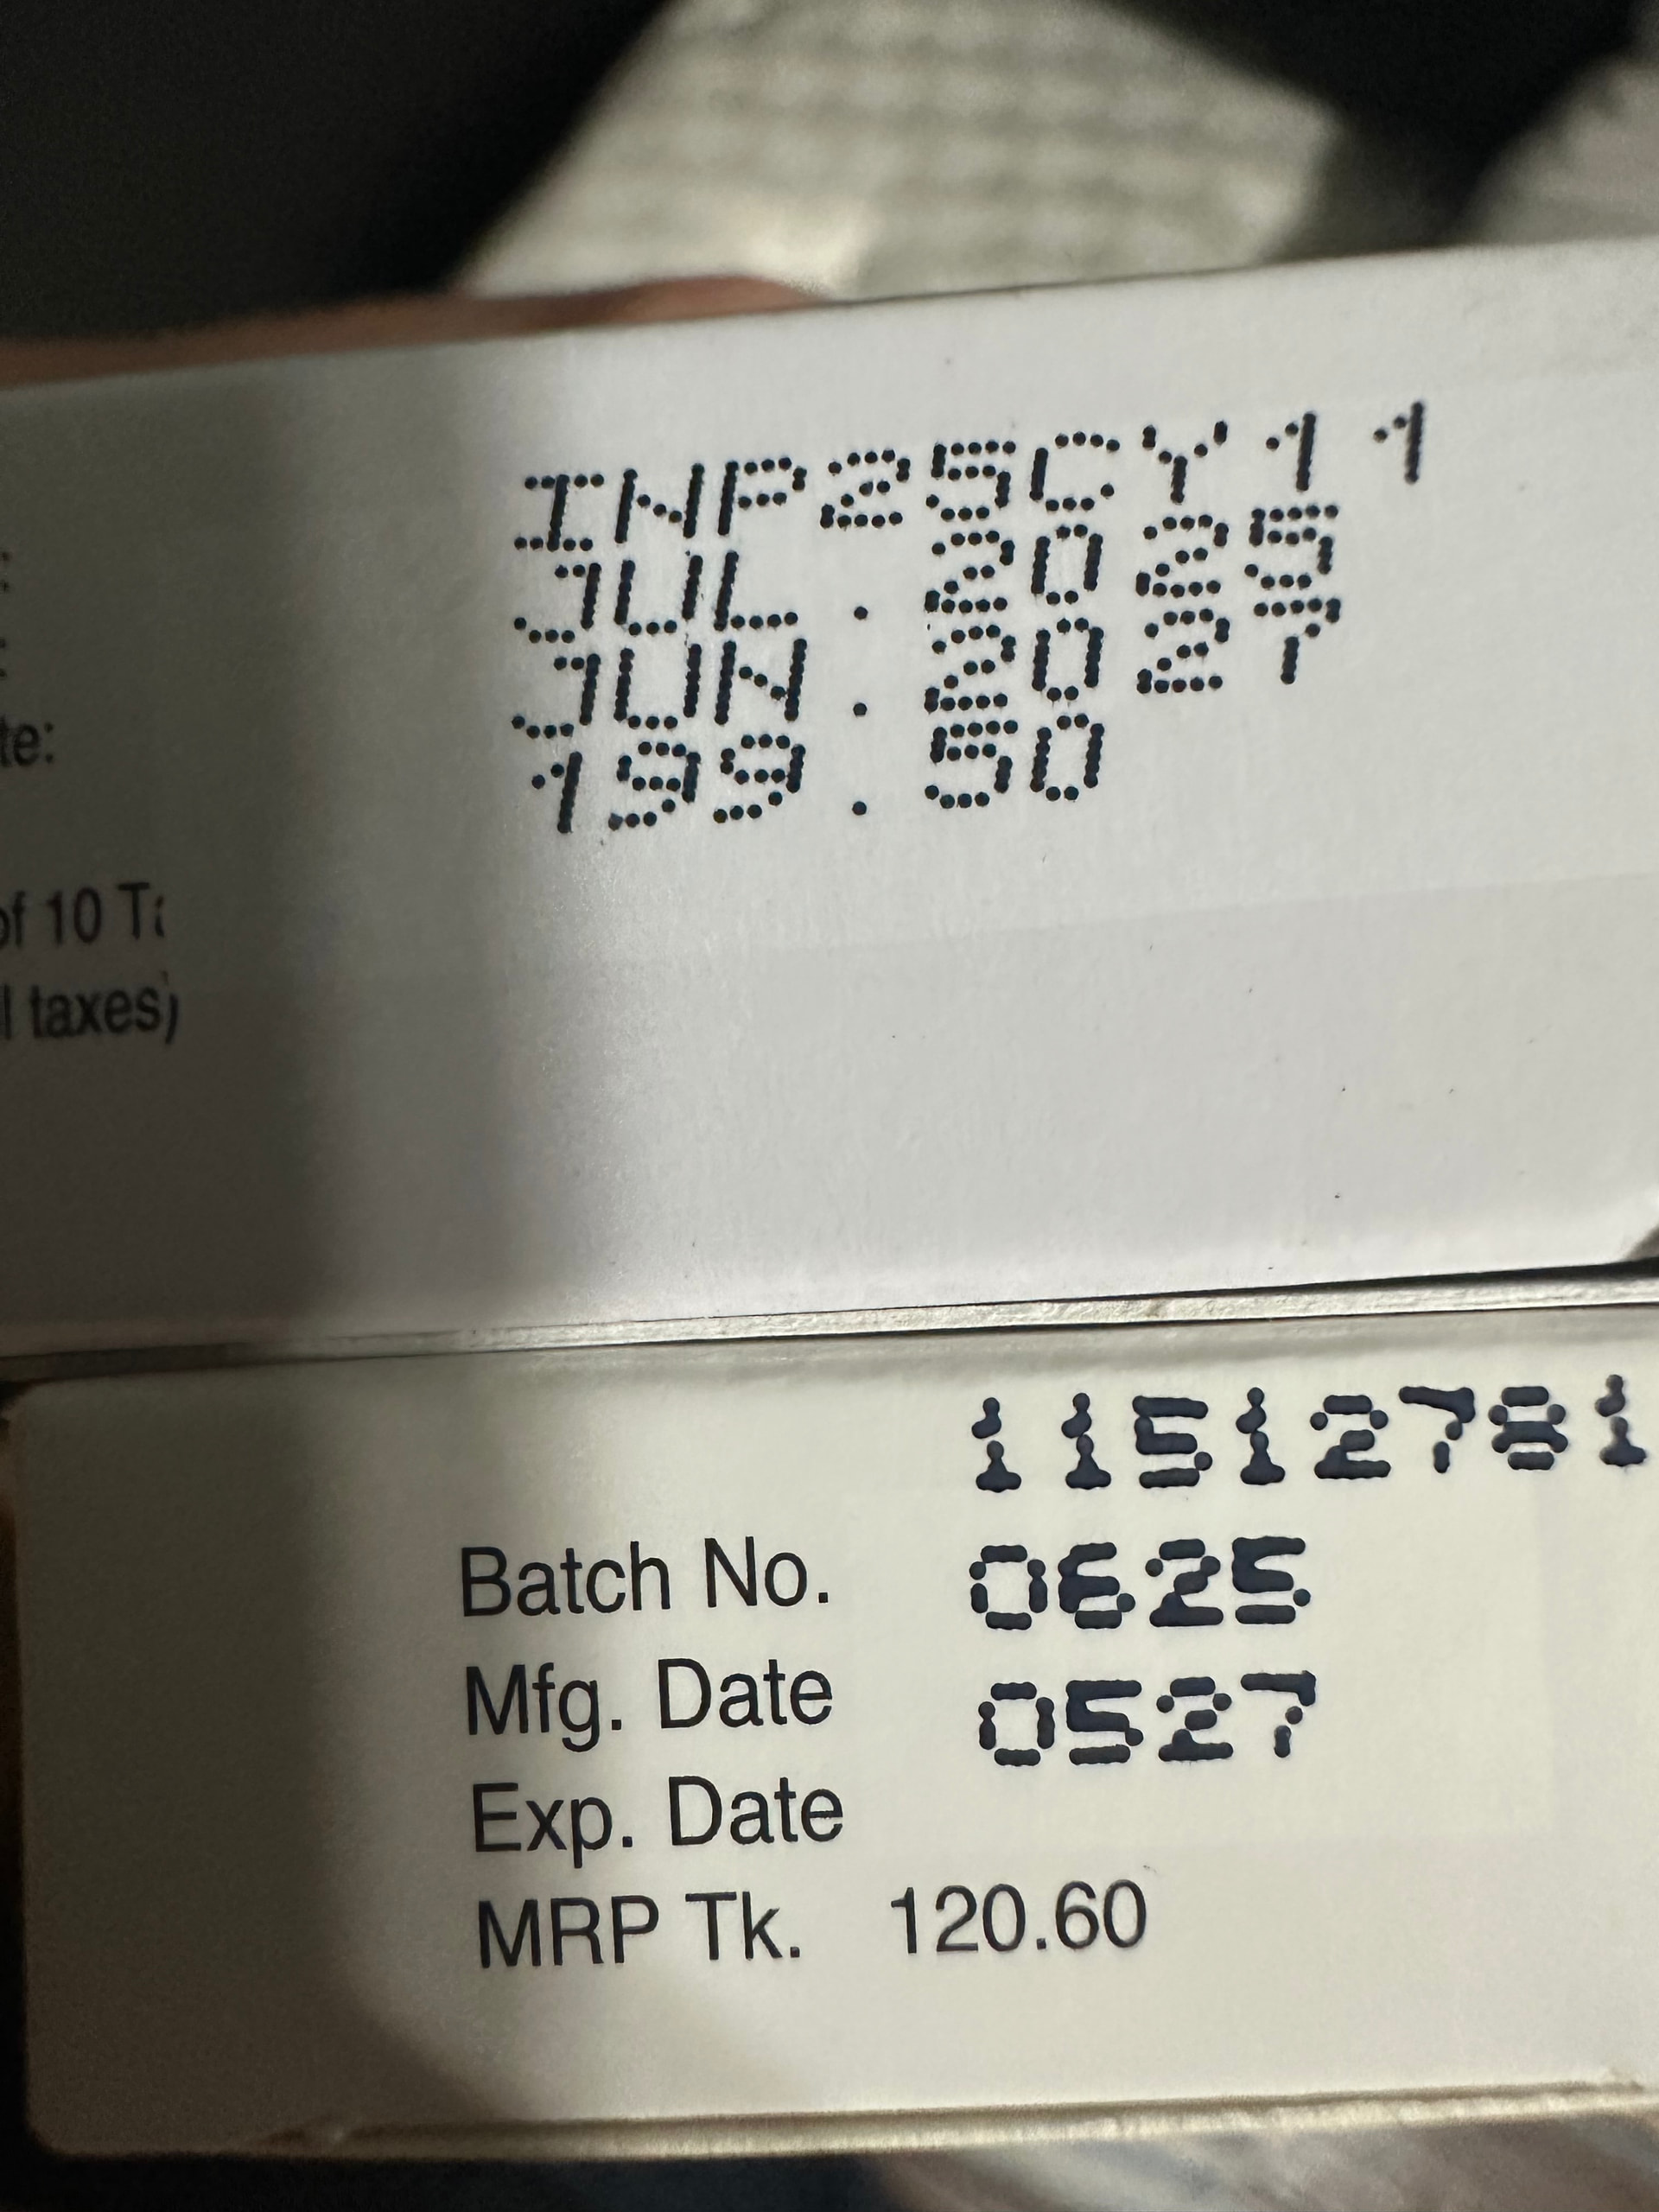 INP25CY11
JUL.2025
JUN.2027
te:
199.50
of 10
l taxes)
11512781
Batch No. 0625
Mfg. Date 0527
Exp. Date
MRP Tk. 120.60